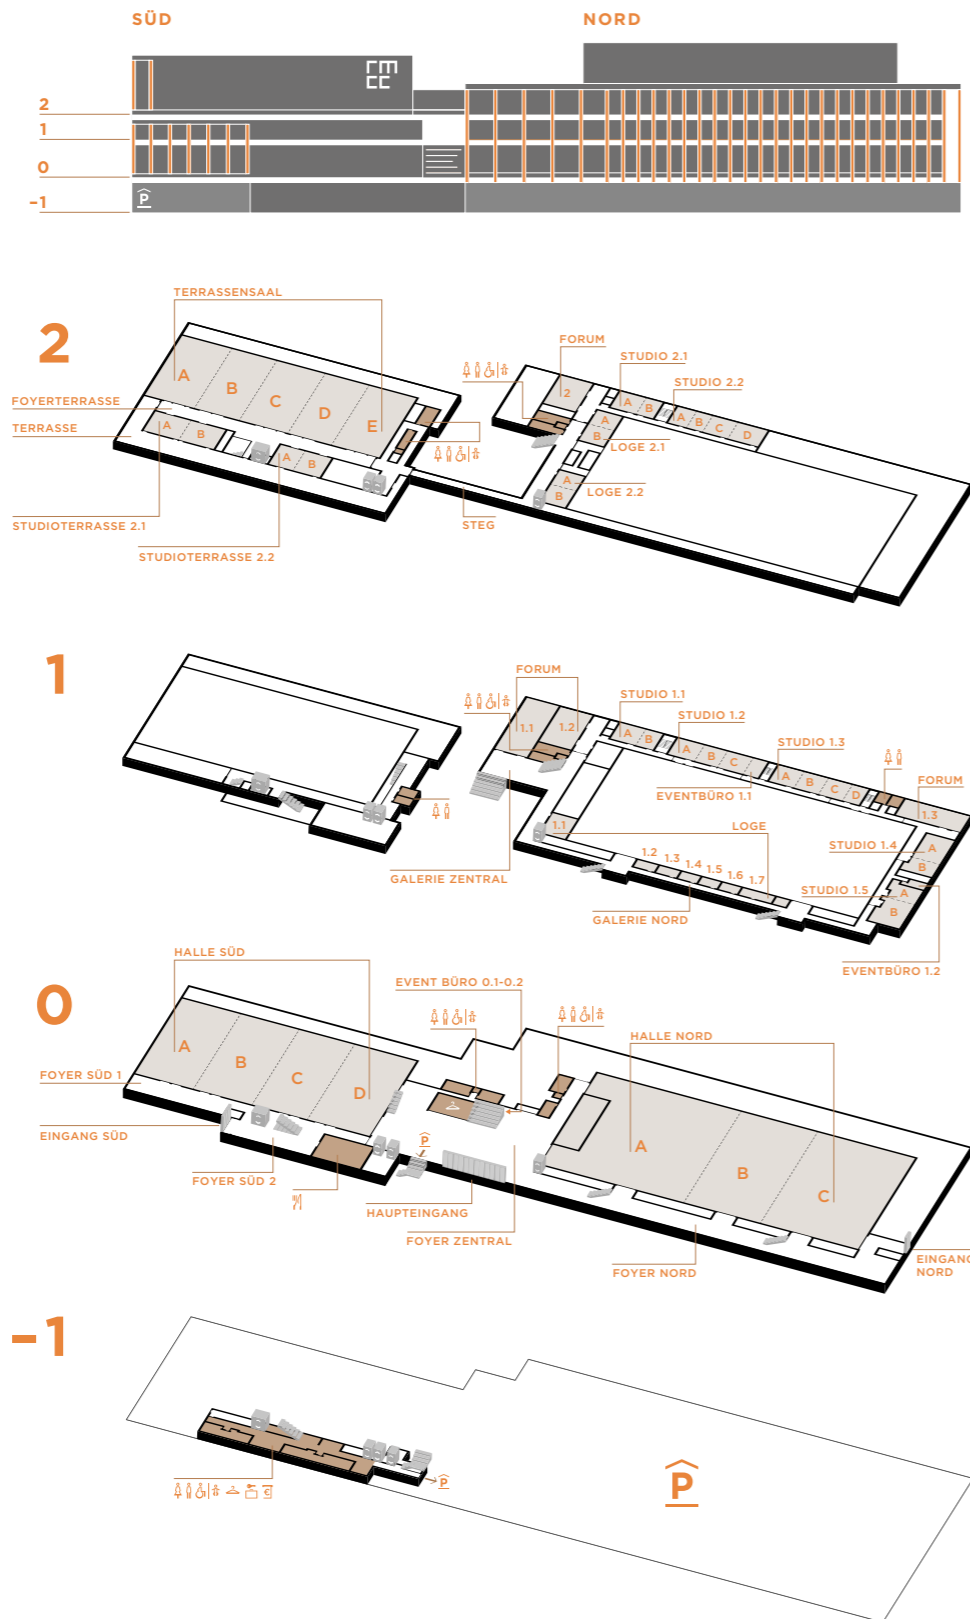 SÜD
NORD
rmcc
2
1
0
-1
P
2
TERRASSENSAAL
FORUM
STUDIO 2.1
STUDIO 2.2
A
B
C
D
E
2
A
B
A
B
C
D
FOYERTERRASSE
TERRASSE
A
B
A
B
A
B
LOGE 2.1
A
B
LOGE 2.2
STEG
STUDIOTERRASSE 2.1
STUDIOTERRASSE 2.2
1
FORUM
STUDIO 1.1
STUDIO 1.2
STUDIO 1.3
1.1
1.2
A
B
A
B
C
A
B
C
D
EVENTBÜRO 1.1
FORUM
1.3
1.1
LOGE
1.2
1.3
1.4
1.5
1.6
1.7
STUDIO 1.4
A
B
STUDIO 1.5
A
B
GALERIE ZENTRAL
GALERIE NORD
EVENTBÜRO 1.2
0
HALLE SÜD
EVENT BÜRO 0.1-0.2
HALLE NORD
A
B
C
D
A
B
C
FOYER SÜD 1
EINGANG SÜD
FOYER SÜD 2
P
HAUPTEINGANG
FOYER ZENTRAL
FOYER NORD
EINGANG
NORD
-1
P
€
P